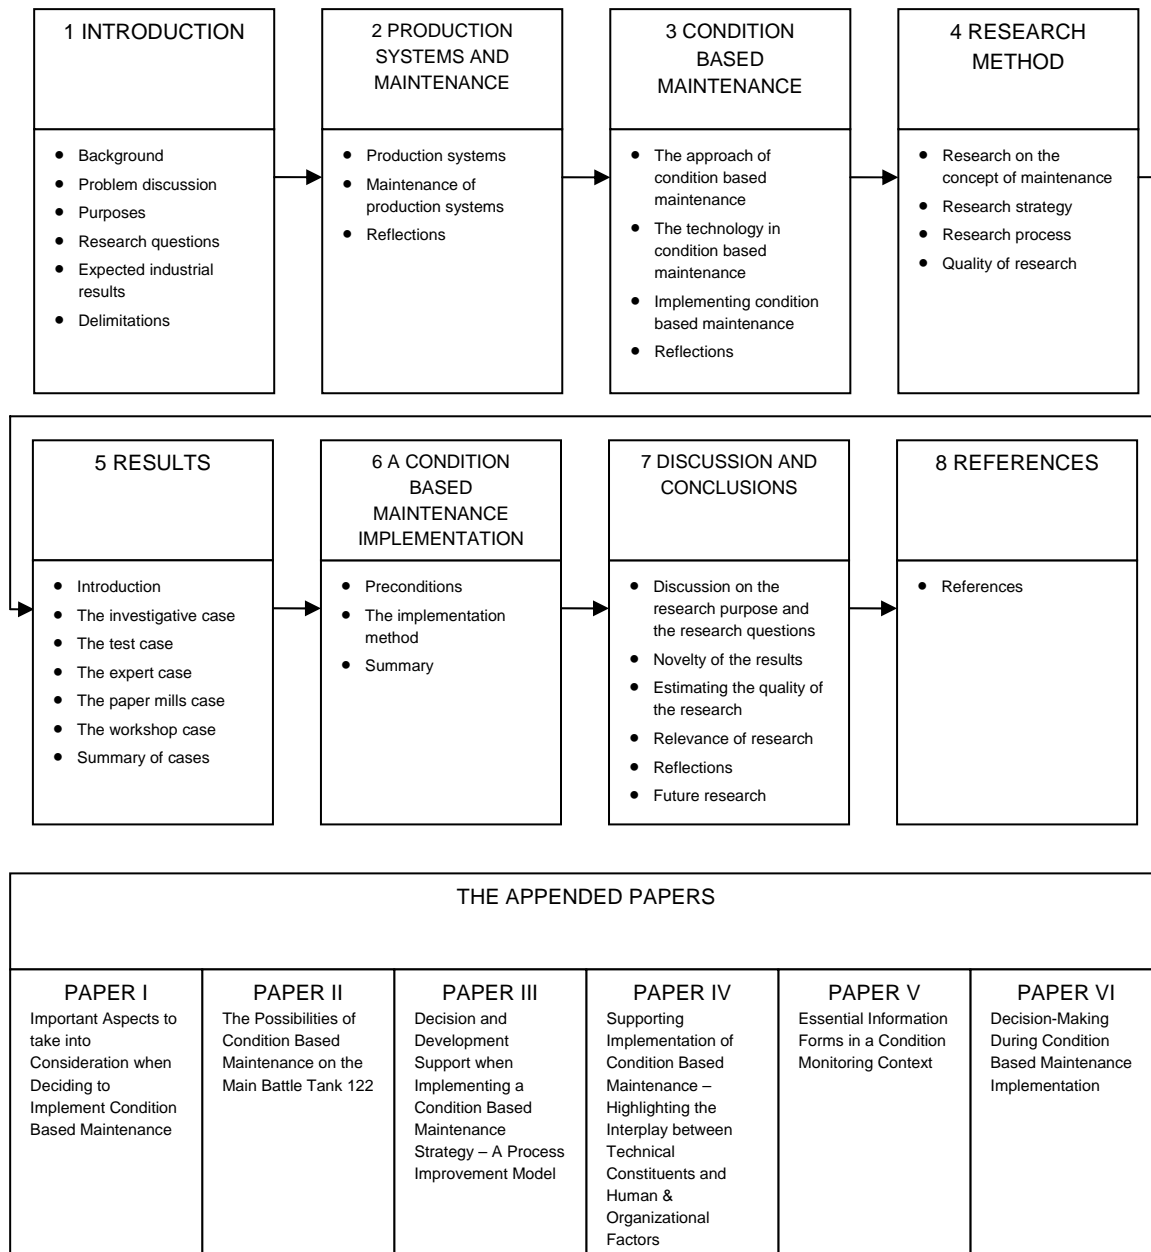 1 INTRODUCTION
● Background
● Problem discussion
● Purposes
● Research questions
● Expected industrial
results
● Delimitations
2 PRODUCTION
SYSTEMS AND
MAINTENANCE
● Production systems
● Maintenance of
production systems
● Reflections
3 CONDITION
BASED
MAINTENANCE
● The approach of
condition based
maintenance
● The technology in
condition based
maintenance
● Implementing condition
based maintenance
● Reflections
4 RESEARCH
METHOD
● Research on the
concept of maintenance
● Research strategy
● Research process
● Quality of research
5 RESULTS
● Introduction
● The investigative case
● The test case
● The expert case
● The paper mills case
● The workshop case
● Summary of cases
6 A CONDITION
BASED
MAINTENANCE
IMPLEMENTATION
● Preconditions
● The implementation
method
● Summary
7 DISCUSSION AND
CONCLUSIONS
● Discussion on the
research purpose and
the research questions
● Novelty of the results
● Estimating the quality of
the research
● Relevance of research
● Reflections
● Future research
8 REFERENCES
● References
THE APPENDED PAPERS
PAPER I
Important Aspects to
take into
Consideration when
Deciding to
Implement Condition
Based Maintenance
PAPER II
The Possibilities of
Condition Based
Maintenance on the
Main Battle Tank 122
PAPER III
Decision and
Development
Support when
Implementing a
Condition Based
Maintenance
Strategy – A Process
Improvement Model
PAPER IV
Supporting
Implementation of
Condition Based
Maintenance –
Highlighting the
Interplay between
Technical
Constituents and
Human &
Organizational
Factors
PAPER V
Essential Information
Forms in a Condition
Monitoring Context
PAPER VI
Decision-Making
During Condition
Based Maintenance
Implementation